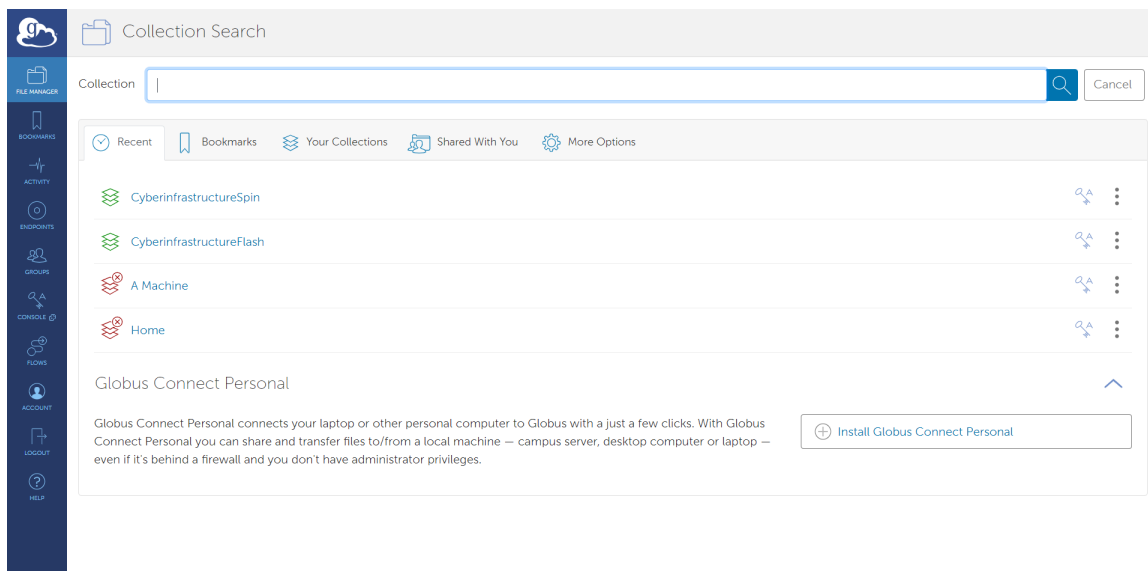 g
Collection Search
FILE MANAGER
BOOKMARKS
ACTIVITY
ENDPOINTS
GROUPS
CONSOLE
FLOWS
ACCOUNT
LOGOUT
HELP
Collection
Cancel
Recent Bookmarks Your Collections Shared With You More Options
CyberinfrastructureSpin
CyberinfrastructureFlash
A Machine
Home
Globus Connect Personal
Globus Connect Personal connects your laptop or other personal computer to Globus with a just a few clicks. With Globus
Connect Personal you can share and transfer files to/from a local machine — campus server, desktop computer or laptop —
even if it's behind a firewall and you don't have administrator privileges.
Install Globus Connect Personal